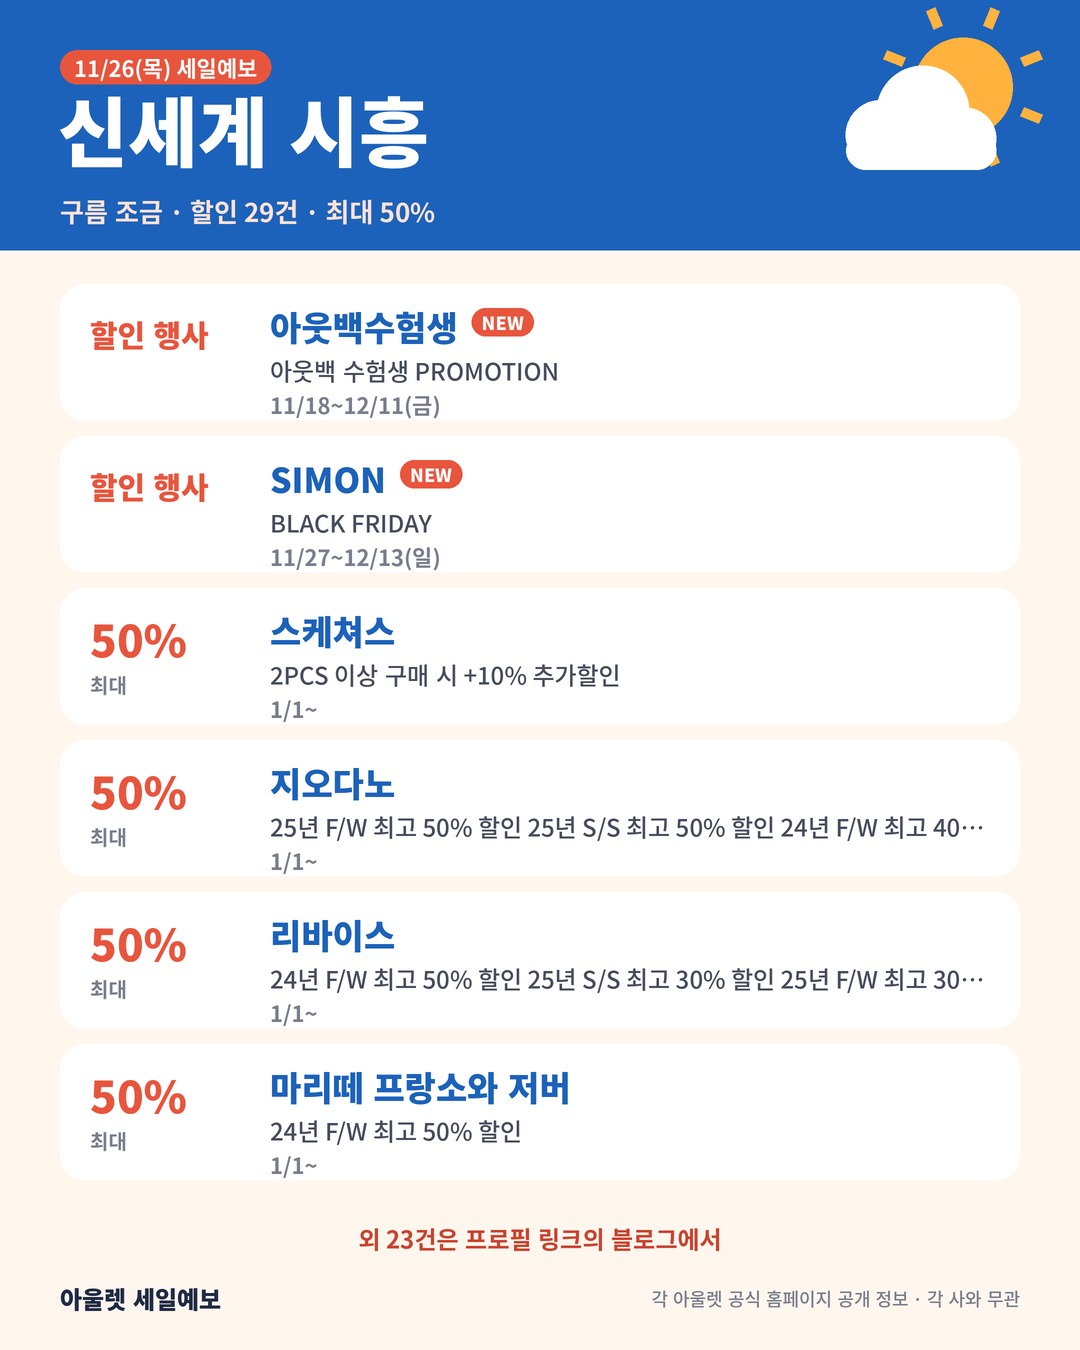 11/26(목) 세일예보
신세계 시흥
구름 조금 · 할인 29건 · 최대 50%
할인 행사
아웃백수험생 NEW
아웃백 수험생 PROMOTION
11/18~12/11(금)
할인 행사
SIMON NEW
BLACK FRIDAY
11/27~12/13(일)
50%
최대
스케쳐스
2PCS 이상 구매 시 +10% 추가할인
1/1~
50%
최대
지오다노
25년 F/W 최고 50% 할인 25년 S/S 최고 50% 할인 24년 F/W 최고 40…
1/1~
50%
최대
리바이스
24년 F/W 최고 50% 할인 25년 S/S 최고 30% 할인 25년 F/W 최고 30…
1/1~
50%
최대
마리떼 프랑소와 저버
24년 F/W 최고 50% 할인
1/1~
외 23건은 프로필 링크의 블로그에서
아울렛 세일예보
각 아울렛 공식 홈페이지 공개 정보 · 각 사와 무관